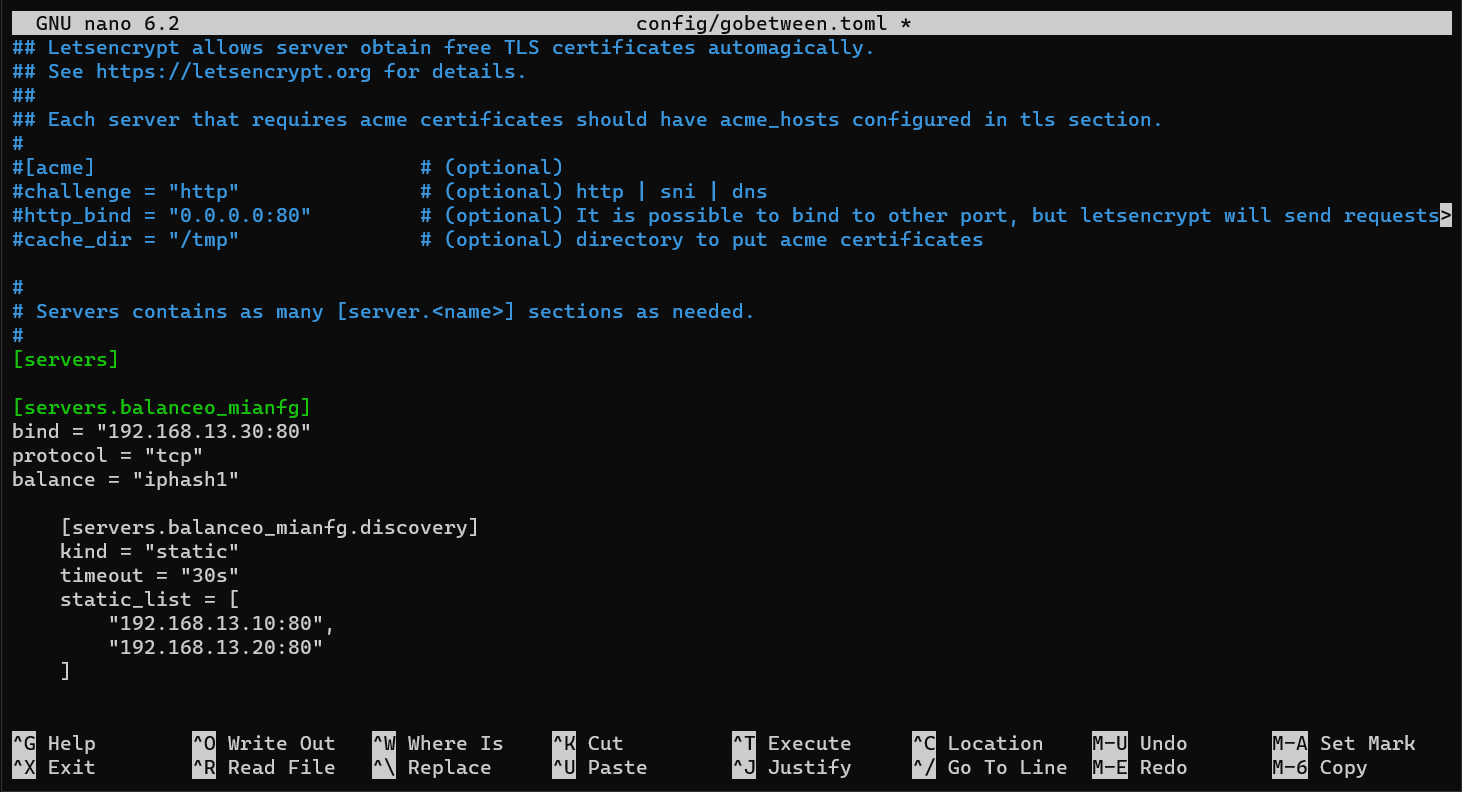 GNU nano 6.2 config/gobetween.toml *
## Letsencrypt allows server obtain free TLS certificates automagically.
## See https://letsencrypt.org for details.
##
## Each server that requires acme certificates should have acme_hosts configured in tls section.
#
#[acme] # (optional)
#challenge = "http" # (optional) http | sni | dns
#http_bind = "0.0.0.0:80" # (optional) It is possible to bind to other port, but letsencrypt will send requests>
#cache_dir = "/tmp" # (optional) directory to put acme certificates
#
# Servers contains as many [server.<name>] sections as needed.
#
[servers]
[servers.balanceo_mianfg]
bind = "192.168.13.30:80"
protocol = "tcp"
balance = "iphash1"
[servers.balanceo_mianfg.discovery]
kind = "static"
timeout = "30s"
static_list = [
"192.168.13.10:80",
"192.168.13.20:80"
]
^G Help ^O Write Out ^W Where Is ^K Cut ^T Execute ^C Location M-U Undo M-A Set Mark
^X Exit ^R Read File ^\ Replace ^U Paste ^J Justify ^/ Go To Line M-E Redo M-6 Copy